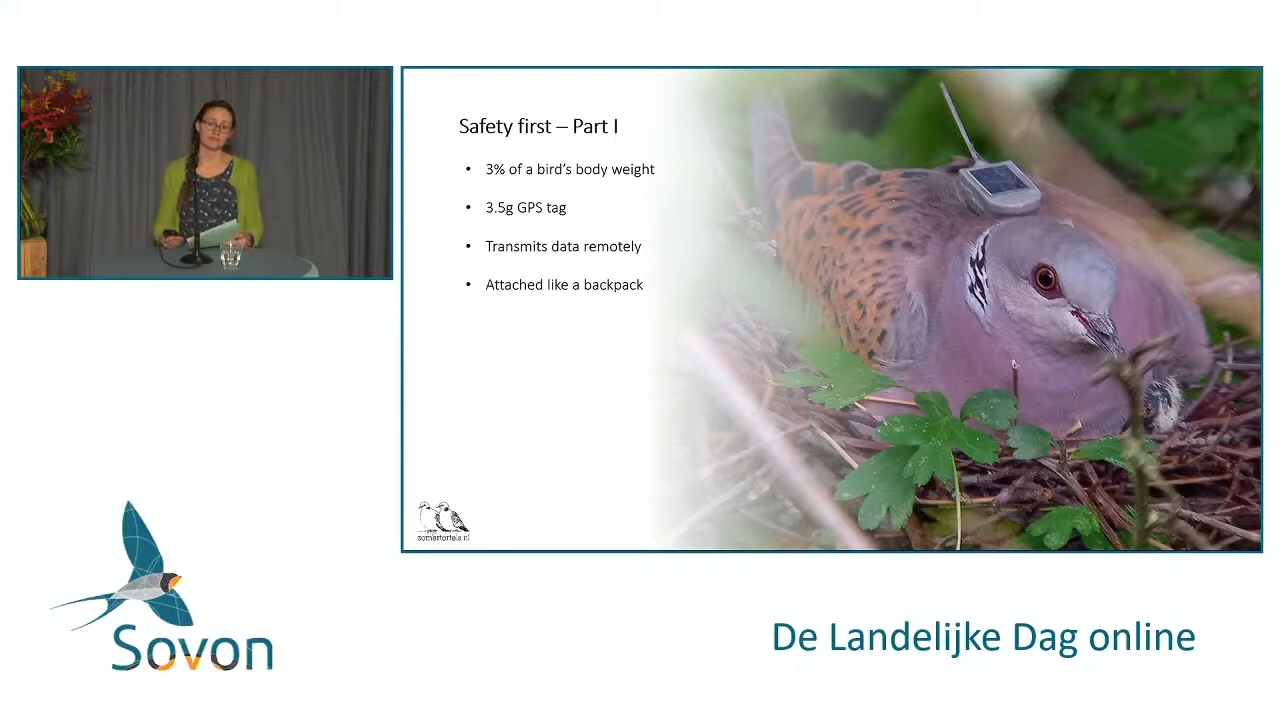 Safety first – Part I
• 3% of a bird's body weight
• 3.5g GPS tag
• Transmits data remotely
• Attached like a backpack
zomertortels.nl
Sovon
De Landelijke Dag online